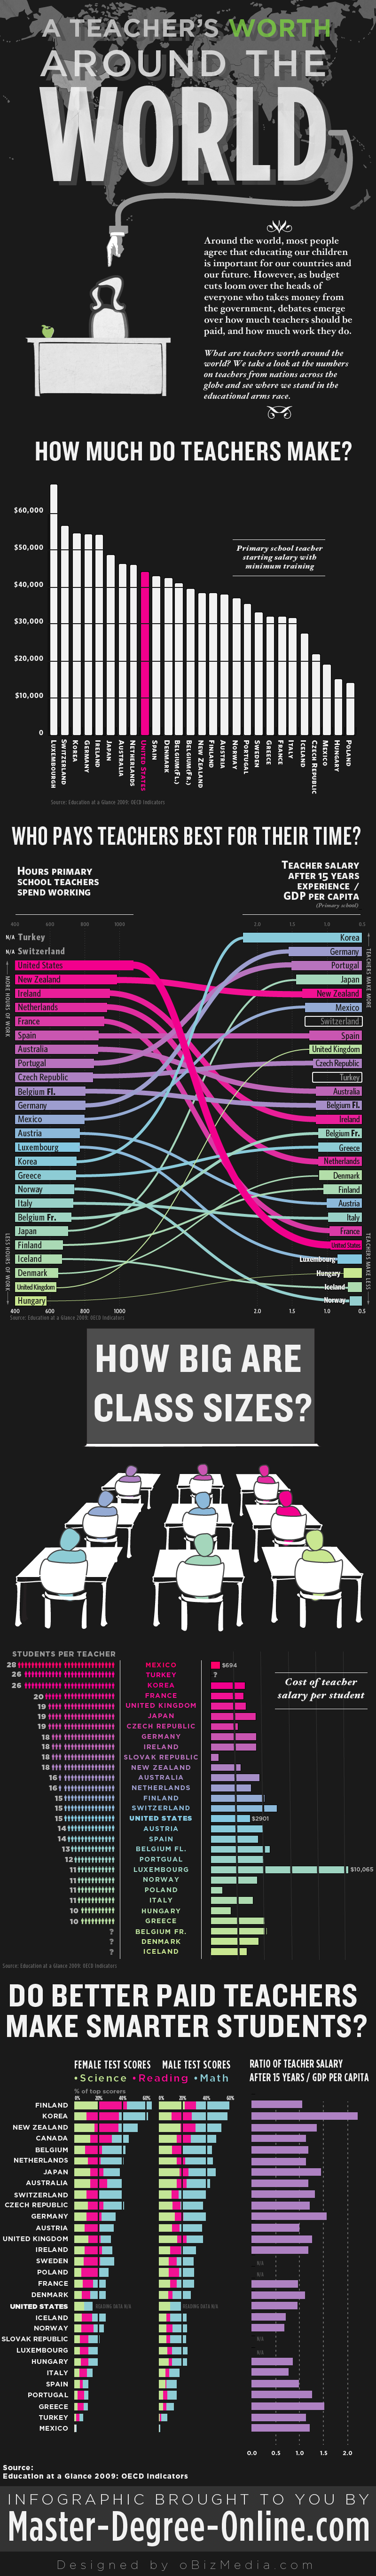 A TEACHER'S WORTH
AROUND THE
WORLD
Around the world, most people
agree that educating our children
is important for our countries and
our future. However, as budget
cuts loom over the heads of
everyone who takes money from
the government, debates emerge
over how much teachers should be
paid, and how much work they do.
What are teachers worth around the
world? We take a look at the numbers
on teachers from nations across the
globe and see where we stand in the
educational arms race.
HOW MUCH DO TEACHERS MAKE?
Primary school teacher
starting salary with
minimum training
$60,000
$50,000
$40,000
$30,000
$20,000
$10,000
0
LUXEMBOURGH
SWITZERLAND
KOREA
GERMANY
IRELAND
JAPAN
AUSTRALIA
NETHERLANDS
UNITED STATES
SPAIN
DENMARK
BELGIUM(FL.)
BELGIUM(FR.)
NEW ZEALAND
FINLAND
AUSTRIA
NORWAY
PORTUGAL
SWEDEN
GREECE
FRANCE
ITALY
ICELAND
CZECH REPUBLIC
MEXICO
HUNGARY
POLAND
Source: Education at a Glance 2009: OECD Indicators
WHO PAYS TEACHERS BEST FOR THEIR TIME?
HOURS PRIMARY
SCHOOL TEACHERS
SPEND WORKING
TEACHER SALARY
AFTER 15 YEARS
EXPERIENCE /
GDP PER CAPITA
(Primary school)
400 600 800 1000
2.0 1.5 1.0 0.5
N/A Turkey
N/A Switzerland
United States
New Zealand
Ireland
Netherlands
France
Spain
Australia
Portugal
Czech Republic
Belgium Fl.
Germany
Mexico
Austria
Luxembourg
Korea
Greece
Norway
Italy
Belgium Fr.
Japan
Finland
Iceland
Denmark
United Kingdom
Hungary
MORE HOURS OF WORK
LESS HOURS OF WORK
Korea
Germany
Portugal
Japan
New Zealand
Mexico
Switzerland
Spain
United Kingdom
Czech Republic
Turkey
Australia
Belgium Fl.
Ireland
Belgium Fr.
Greece
Netherlands
Denmark
Finland
Austria
Italy
France
United States
Luxembourg
Hungary
Iceland
Norway
TEACHERS MAKE MORE
TEACHERS MAKE LESS
400 600 800 1000
2.0 1.5 1.0 0.5
Source: Education at a Glance 2009: OECD Indicators
HOW BIG ARE
CLASS SIZES?
STUDENTS PER TEACHER
Cost of teacher
salary per student
28 MEXICO $694
26 TURKEY ?
26 KOREA
20 FRANCE
19 UNITED KINGDOM
19 JAPAN
19 CZECH REPUBLIC
18 GERMANY
18 IRELAND
18 SLOVAK REPUBLIC
18 NEW ZEALAND
16 AUSTRALIA
16 NETHERLANDS
15 FINLAND
15 SWITZERLAND
15 UNITED STATES $2901
14 AUSTRIA
14 SPAIN
13 BELGIUM FL.
12 PORTGUAL
11 LUXEMBOURG $10,065
11 NORWAY
11 POLAND
11 ITALY
10 HUNGARY
10 GREECE
? BELGIUM FR.
? DENMARK
? ICELAND
Source: Education at a Glance 2009: OECD Indicators
DO BETTER PAID TEACHERS
MAKE SMARTER STUDENTS?
FEMALE TEST SCORES MALE TEST SCORES
•Science •Reading •Math
RATIO OF TEACHER SALARY
AFTER 15 YEARS / GDP PER CAPITA
% of top scorers
0% 20% 40% 60% 0% 20% 40% 60%
FINLAND
KOREA
NEW ZEALAND
CANADA
BELGIUM
NETHERLANDS
JAPAN
AUSTRALIA
SWITZERLAND
CZECH REPUBLIC
GERMANY
AUSTRIA
UNITED KINGDOM
IRELAND
SWEDEN N/A
POLAND N/A
FRANCE
DENMARK
UNITED STATES READING DATA N/A READING DATA N/A
ICELAND
NORWAY
SLOVAK REPUBLIC N/A
LUXEMBOURG N/A
HUNGARY
ITALY
SPAIN
PORTUGAL
GREECE
TURKEY
MEXICO
0.0 0.5 1.0 1.5 2.0
Source:
Education at a Glance 2009: OECD Indicators
INFOGRAPHIC BROUGHT TO YOU BY
Master-Degree-Online.com
Designed by oBizMedia.com